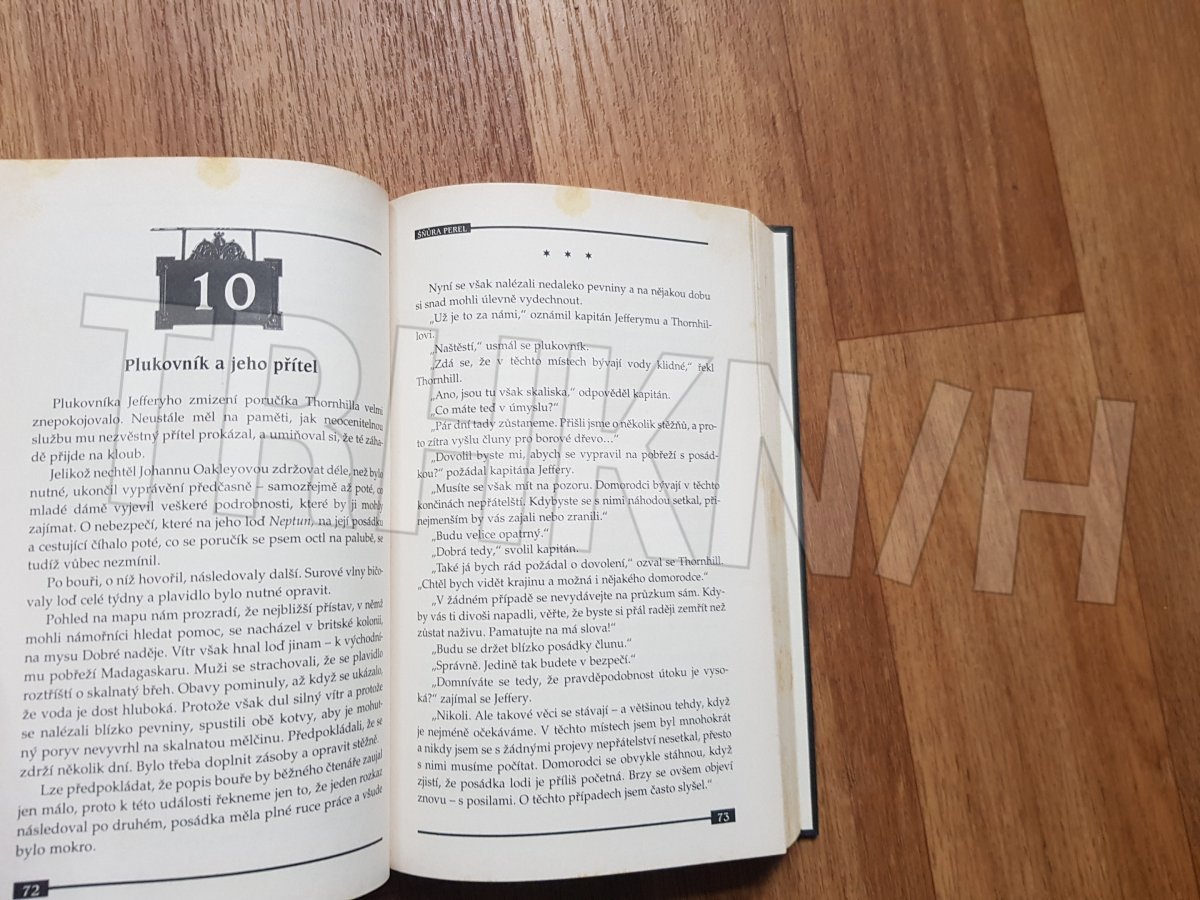 10
Plukovník a jeho přítel
Plukovníka Jefferyho zmizení poručíka Thornhilla velmi
znepokojovalo. Neustále měl na paměti, jak neocenitelnou
službu mu nezvěstný přítel prokázal, a umiňoval si, že té záha-
dě přijde na kloub.
Jelikož nechtěl Johannu Oakleyovou zdržovat déle, než bylo
nutné, ukončil vyprávění předčasně – samozřejmě až poté, co
mladé dámě vyjevil veškeré podrobnosti, které by ji mohly
zajímat. O nebezpečí, které na jeho loď Neptun, na její posádku
a cestující číhalo poté, co se poručík se psem octl na palubě, se
tudíž vůbec nezmínil.
Po bouři, o níž hovořil, následovaly další. Surové vlny bičo-
valy loď celé týdny a plavidlo bylo nutné opravit.
Pohled na mapu nám prozradí, že nejbližší přístav, v němž
mohli námořníci hledat pomoc, se nacházel v britské kolonii,
na mysu Dobré naděje. Vítr však hnal loď jinam – k východní-
mu pobřeží Madagaskaru. Muži se strachovali, že se plavidlo
roztříští o skalnatý břeh. Obavy pominuly, až když se ukázalo,
že voda je dost hluboká. Protože však dul silný vítr a protože
se nalézali blízko pevniny, spustili obě kotvy, aby je mohut-
ný poryv nevyvrhl na skalnatou mělčinu. Předpokládali, že se
zdrží několik dní. Bylo třeba doplnit zásoby a opravit stěžně.
Lze předpokládat, že popis bouře by běžného čtenáře zaujal
jen málo, proto k této události řekneme jen to, že jeden rozkaz
následoval po druhém, posádka měla plné ruce práce a všude
bylo mokro.
72
ŠŇŮRA PEREL
* * *
Nyní se však nalézali nedaleko pevniny a na nějakou dobu
si snad mohli úlevně vydechnout.
„Už je to za námi,“ oznámil kapitán Jefferymu a Thornhil-
lovi.
„Naštěstí,“ usmál se plukovník.
„Zdá se, že v těchto místech bývají vody klidné,“ řekl
Thornhill.
„Ano, jsou tu však skaliska,“ odpověděl kapitán.
„Co máte teď v úmyslu?“
„Pár dní tady zůstaneme. Přišli jsme o několik stěžňů, a pro-
to zítra vyšlu čluny pro borové dřevo…“
„Dovolil byste mi, abych se vypravil na pobřeží s posád-
kou?“ požádal kapitána Jeffery.
„Musíte se však mít na pozoru. Domorodci bývají v těchto
končinách nepřátelští. Kdybyste se s nimi náhodou setkal, při-
nejmenším by vás zajali nebo zranili.“
„Budu velice opatrný.“
„Dobrá tedy,“ svolil kapitán.
„Také já bych rád požádal o dovolení,“ ozval se Thornhill.
„Chtěl bych vidět krajinu a možná i nějakého domorodce.“
„V žádném případě se nevydávejte na průzkum sám. Kdy-
by vás ti divoši napadli, věřte, že byste si přál raději zemřít než
zůstat naživu. Pamatujte na má slova!“
„Budu se držet blízko posádky člunu.“
„Správně. Jedině tak budete v bezpečí.“
„Domníváte se tedy, že pravděpodobnost útoku je vyso-
ká?“ zajímal se Jeffery.
„Nikoli. Ale takové věci se stávají – a většinou tehdy, když
je nejméně očekáváme. V těchto místech jsem byl mnohokrát
a nikdy jsem se s žádnými projevy nepřátelství nesetkal, přesto
s nimi musíme počítat. Domorodci se obvykle stáhnou, když
zjistí, že posádka lodi je příliš početná. Brzy se ovšem objeví
znovu – s posilami. O těchto případech jsem často slyšel.“
73
TBHKN/H